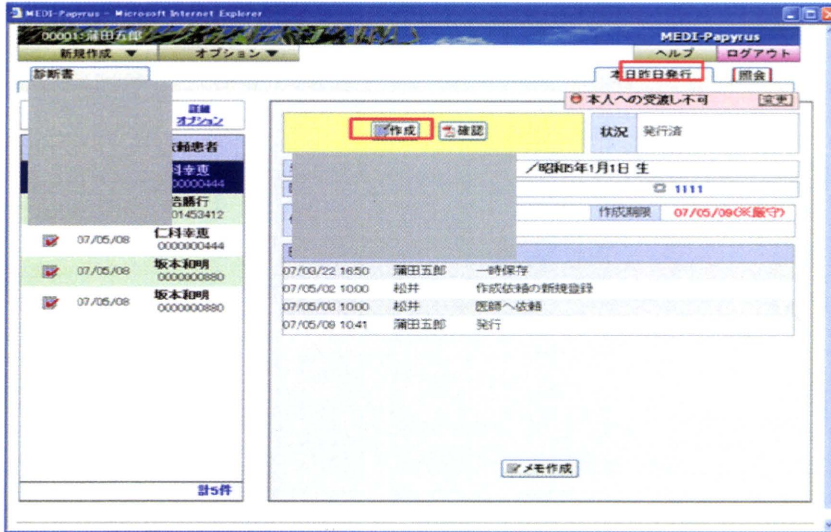 MEDI-Papyrus - Microsoft Internet Explorer
00001:蒲田五郎
MEDI-Papyrus
新規作成 ▼ オプション ▼ ヘルプ ログアウト
診断書 本日昨日発行 照会
本人への受渡し不可 変更
詳細
オプション
作成 確認 状況 発行済
依頼患者
科幸恵
00000444
/昭和5年1月1日 生
1111
勝行
01453412
作成期限 07/05/09(※厳守)
07/05/08 仁科幸恵
0000000444
07/05/08 坂本和明
0000000880
07/05/08 坂本和明
0000000880
07/03/22 16:50 蒲田五郎 一時保存
07/05/02 10:00 松井 作成依頼の新規登録
07/05/03 10:00 松井 医師へ依頼
07/05/09 10:41 蒲田五郎 発行
メモ作成
計5件